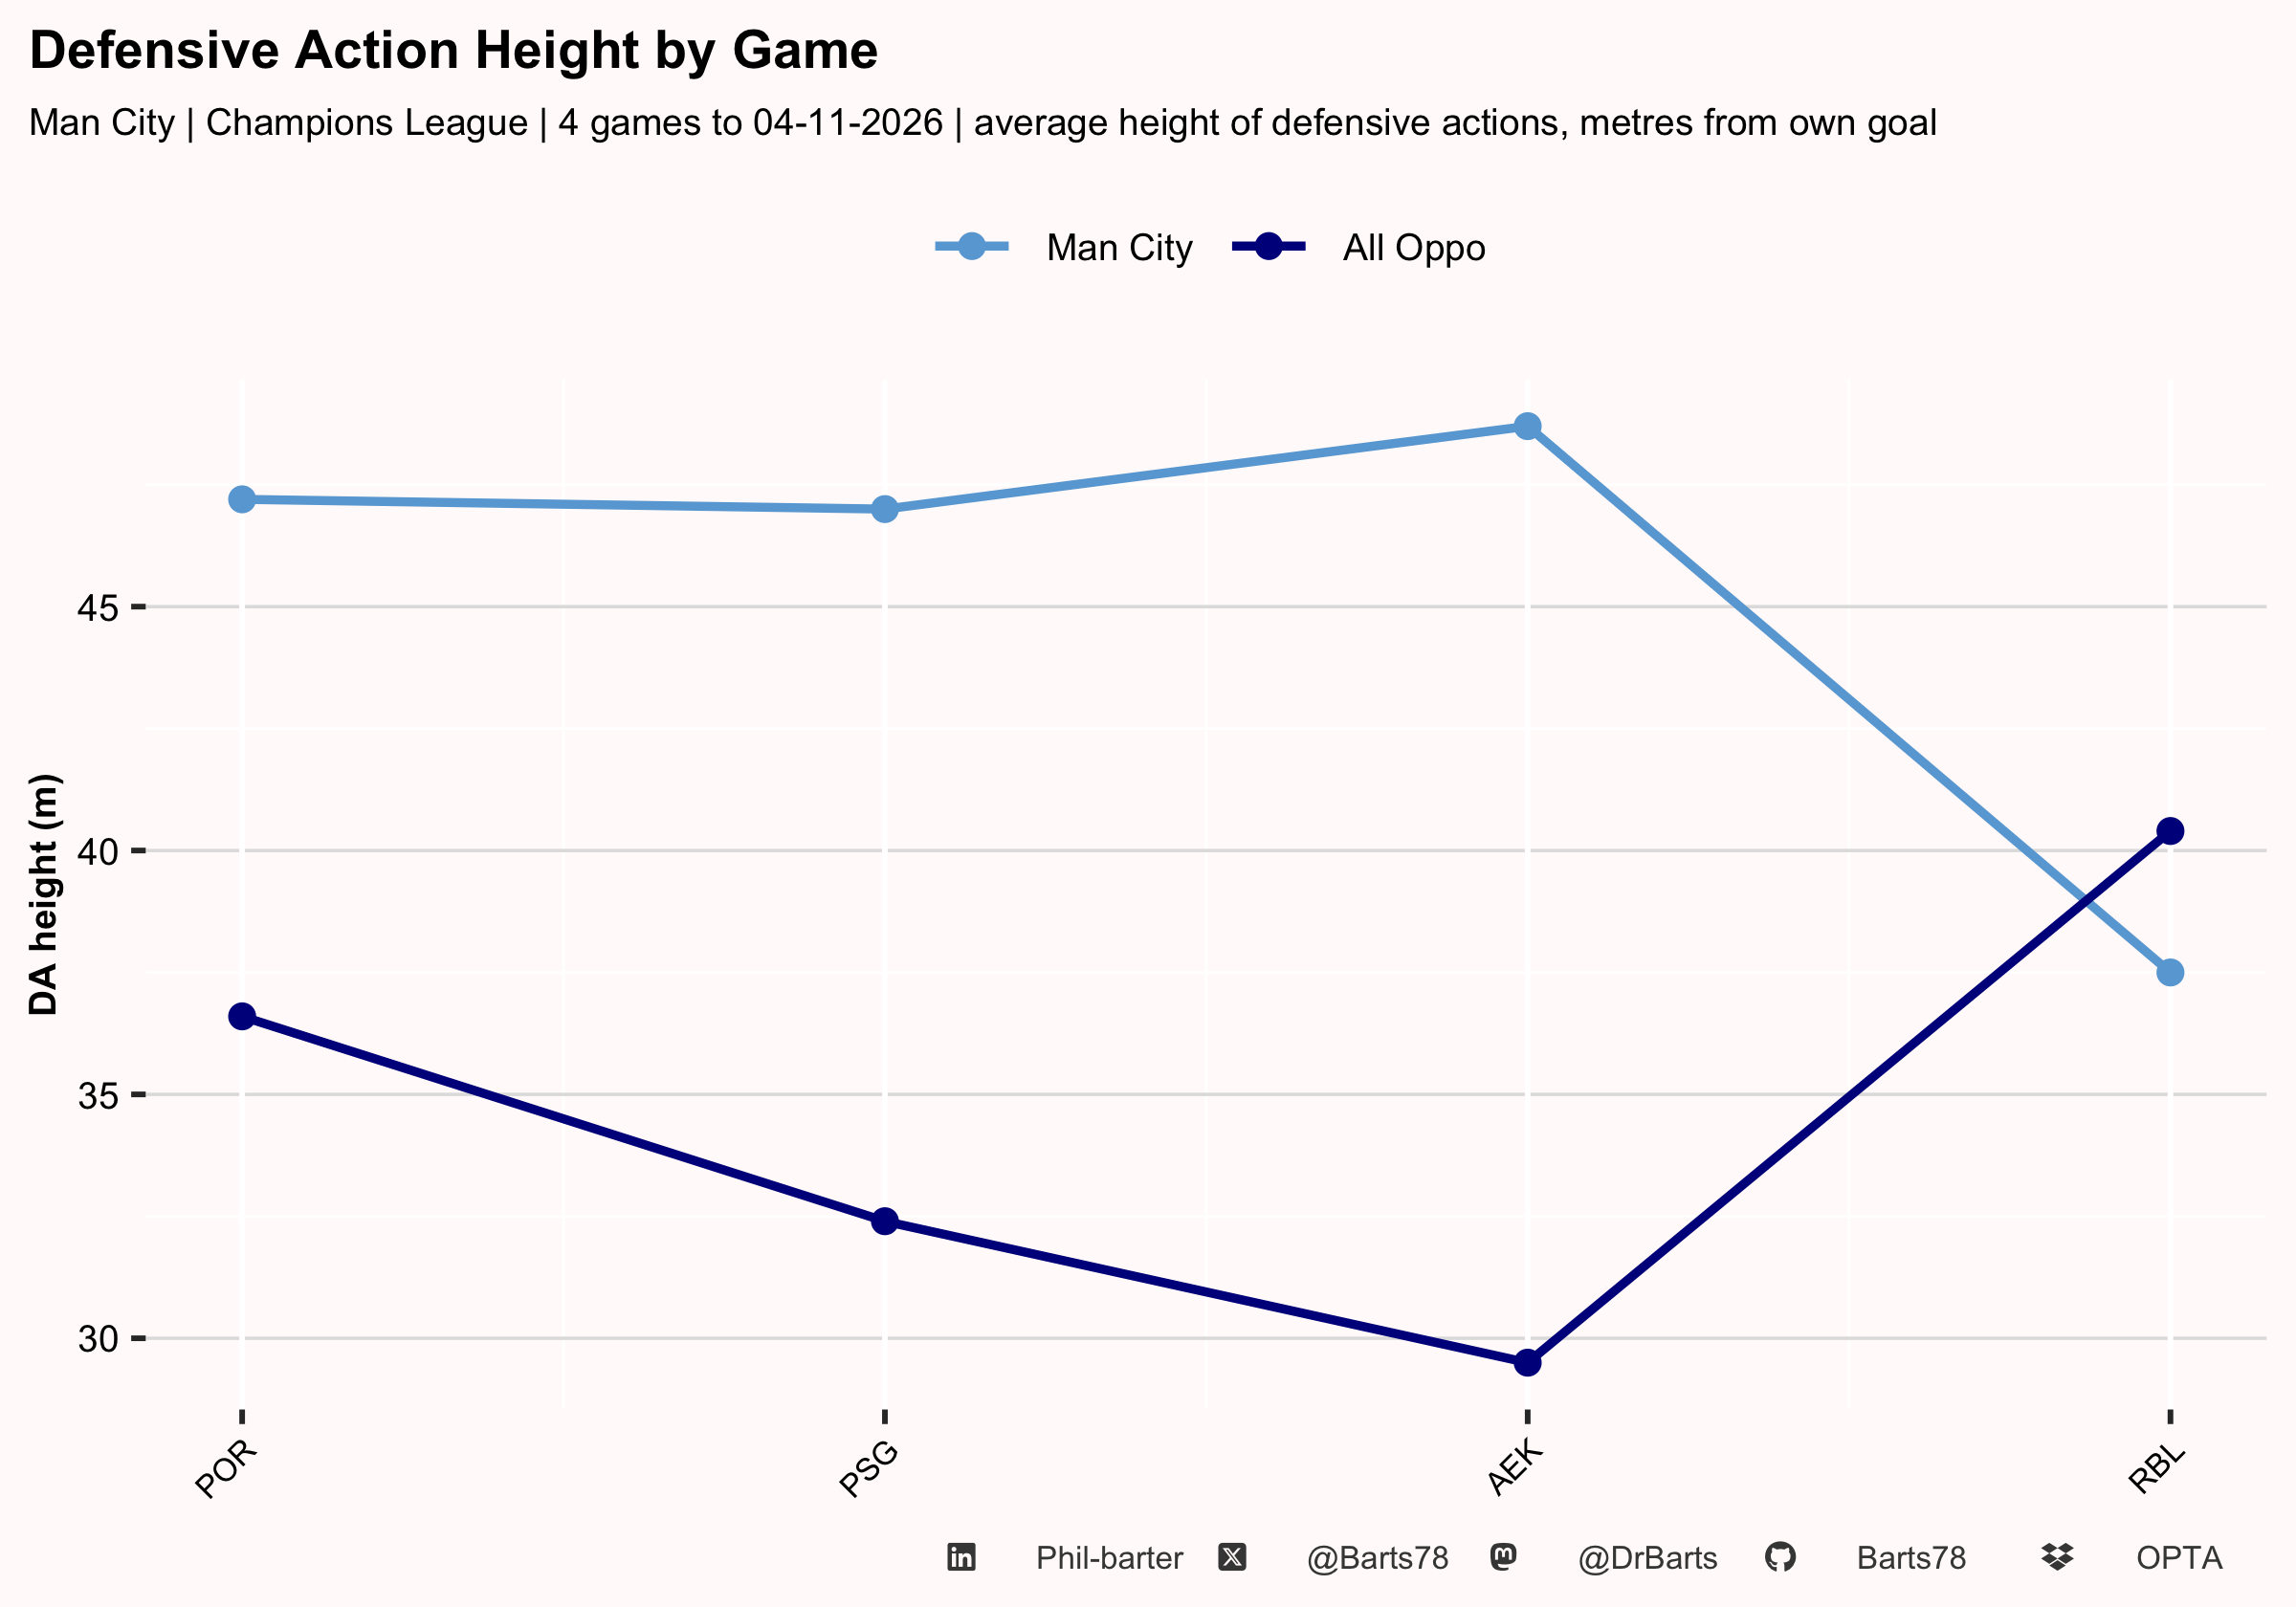 Defensive Action Height by Game
Man City | Champions League | 4 games to 04-11-2026 | average height of defensive actions, metres from own goal
Man City All Oppo
DA height (m)
45
40
35
30
POR PSG AEK RBL
Phil-barter @Barts78 @DrBarts Barts78 OPTA